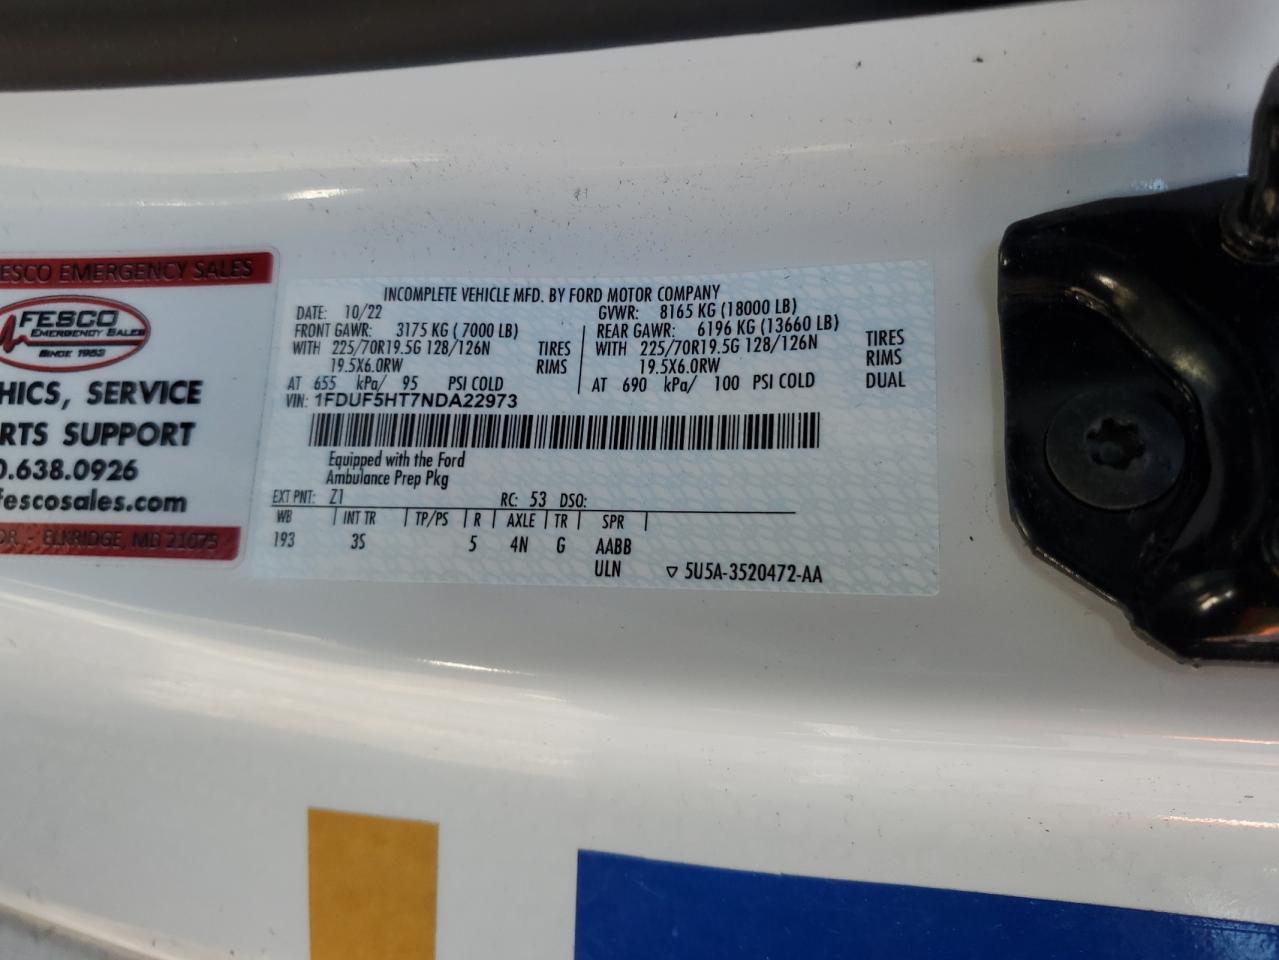 ESCO EMERGENCY SALES
FESCO
EMERGENCY SALES
SINCE 1953
HICS, SERVICE
RTS SUPPORT
0.638.0926
fescosales.com
DR. - ELKRIDGE, MD 21075
INCOMPLETE VEHICLE MFD. BY FORD MOTOR COMPANY
DATE: 10/22 GVWR: 8165 KG (18000 LB)
FRONT GAWR: 3175 KG (7000 LB) REAR GAWR: 6196 KG (13660 LB)
WITH 225/70R19.5G 128/126N TIRES WITH 225/70R19.5G 128/126N TIRES
19.5X6.0RW RIMS 19.5X6.0RW RIMS
AT 655 kPa/ 95 PSI COLD AT 690 kPa/ 100 PSI COLD DUAL
VIN: 1FDUF5HT7NDA22973
Equipped with the Ford
Ambulance Prep Pkg
EXT PNT: Z1 RC: 53 DSO:
WB INT TR TP/PS R AXLE TR SPR
193 3S 5 4N G AABB
ULN ▽ 5U5A-3520472-AA